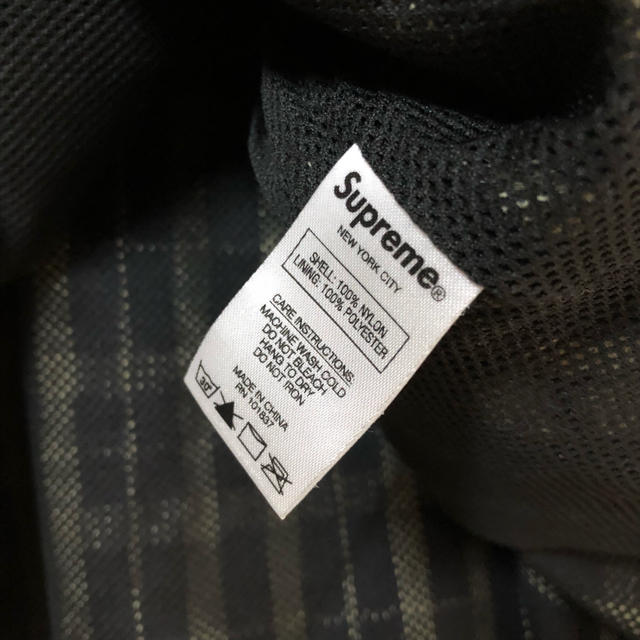 Supreme®
NEW YORK CITY
SHELL: 100% NYLON
LINING: 100% POLYESTER
CARE INSTRUCTIONS:
MACHINE WASH COLD
DO NOT BLEACH
HANG TO DRY
DO NOT IRON
MADE IN CHINA
RN 101837
30